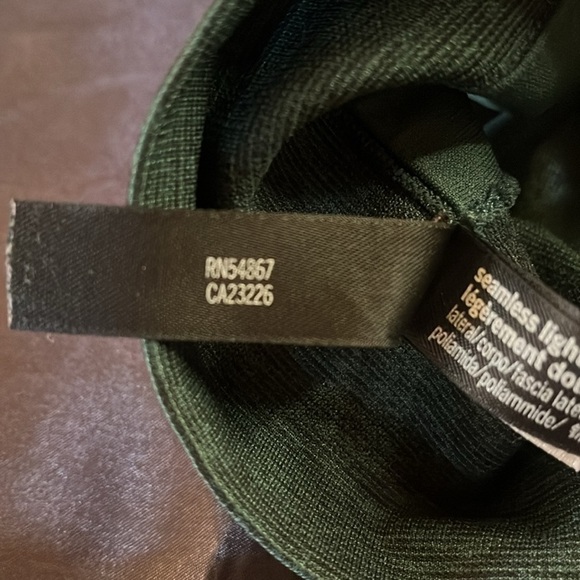 RN54867
CA23226
seamless ligh
légèrement do
lateral/corpo/fascia late
poliamida/poliammide/